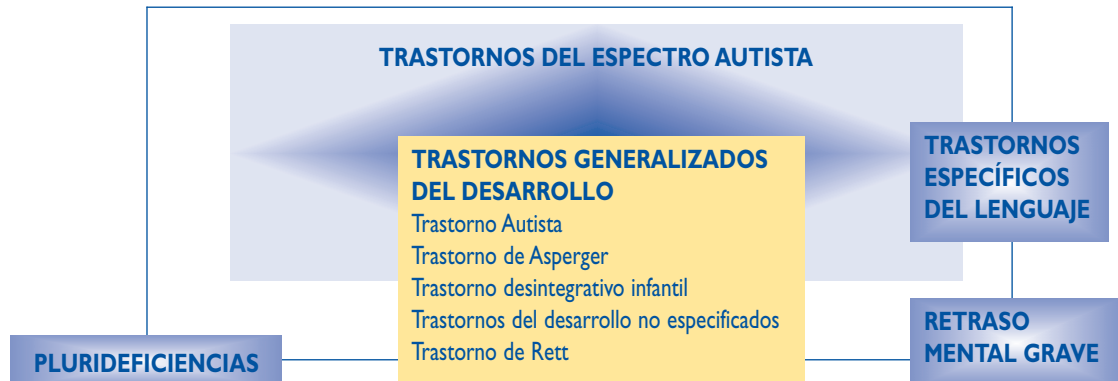 TRASTORNOS DEL ESPECTRO AUTISTA
TRASTORNOS GENERALIZADOS
DEL DESARROLLO
Trastorno Autista
Trastorno de Asperger
Trastorno desintegrativo infantil
Trastornos del desarrollo no especificados
Trastorno de Rett
TRASTORNOS
ESPECÍFICOS
DEL LENGUAJE
RETRASO
MENTAL GRAVE
PLURIDEFICIENCIAS